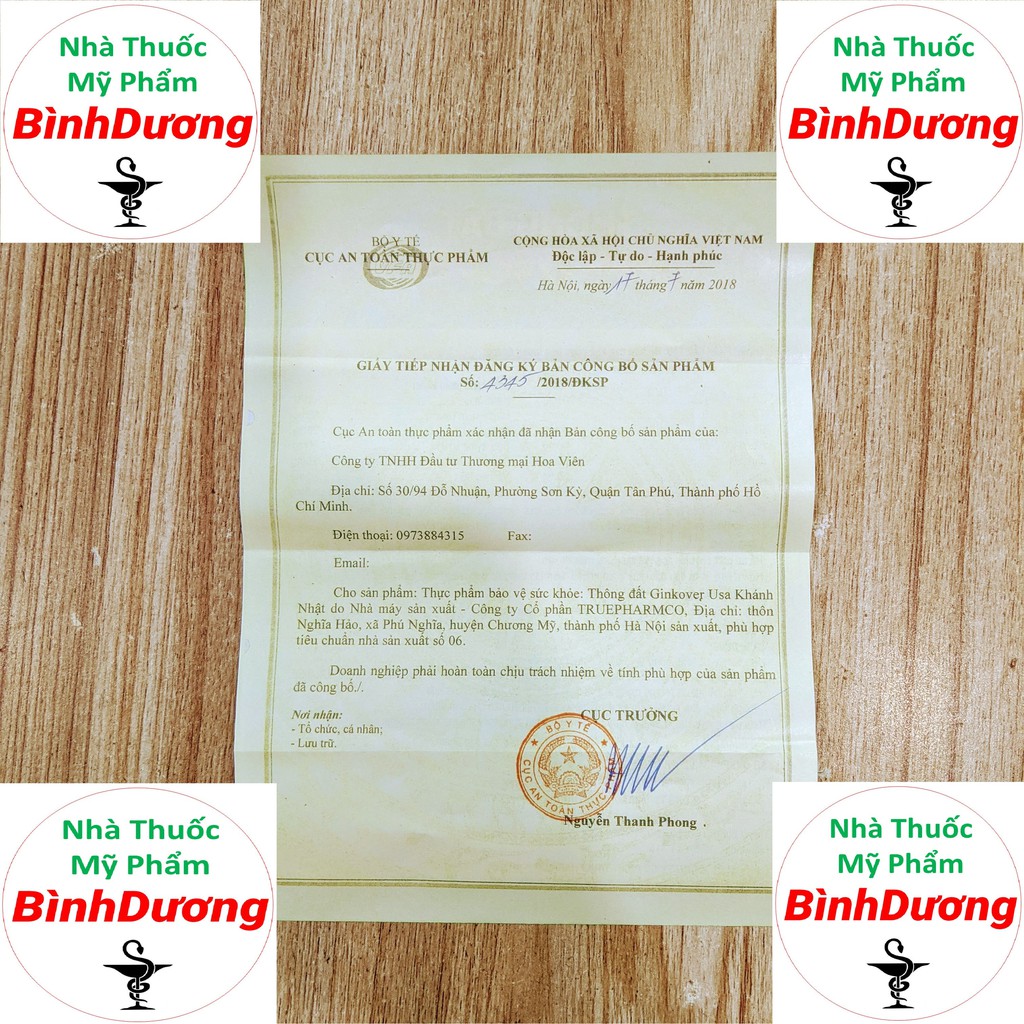 Nhà Thuốc
Mỹ Phẩm
BìnhDương
Nhà Thuốc
Mỹ Phẩm
BìnhDương
BỘ Y TẾ
CỤC AN TOÀN THỰC PHẨM
CỘNG HÒA XÃ HỘI CHỦ NGHĨA VIỆT NAM
Độc lập - Tự do - Hạnh phúc
Hà Nội, ngày 17 tháng 7 năm 2018
GIẤY TIẾP NHẬN ĐĂNG KÝ BẢN CÔNG BỐ SẢN PHẨM
Số: 4345 /2018/ĐKSP
Cục An toàn thực phẩm xác nhận đã nhận Bản công bố sản phẩm của:
Công ty TNHH Đầu tư Thương mại Hoa Viên
Địa chỉ: Số 30/94 Đỗ Nhuận, Phường Sơn Kỳ, Quận Tân Phú, Thành phố Hồ
Chí Minh.
Điện thoại: 0973884315 Fax:
Email:
Cho sản phẩm: Thực phẩm bảo vệ sức khỏe: Thông đất Ginkover Usa Khánh
Nhật do Nhà máy sản xuất - Công ty Cổ phần TRUEPHARMCO, Địa chỉ: thôn
Nghĩa Hảo, xã Phú Nghĩa, huyện Chương Mỹ, thành phố Hà Nội sản xuất, phù hợp
tiêu chuẩn nhà sản xuất số 06.
Doanh nghiệp phải hoàn toàn chịu trách nhiệm về tính phù hợp của sản phẩm
đã công bố./.
Nơi nhận:
- Tổ chức, cá nhân;
- Lưu trữ.
CỤC TRƯỞNG
BỘ Y TẾ
CỤC AN TOÀN THỰC PHẨM
Nguyễn Thanh Phong .
Nhà Thuốc
Mỹ Phẩm
BìnhDương
Nhà Thuốc
Mỹ Phẩm
BìnhDương